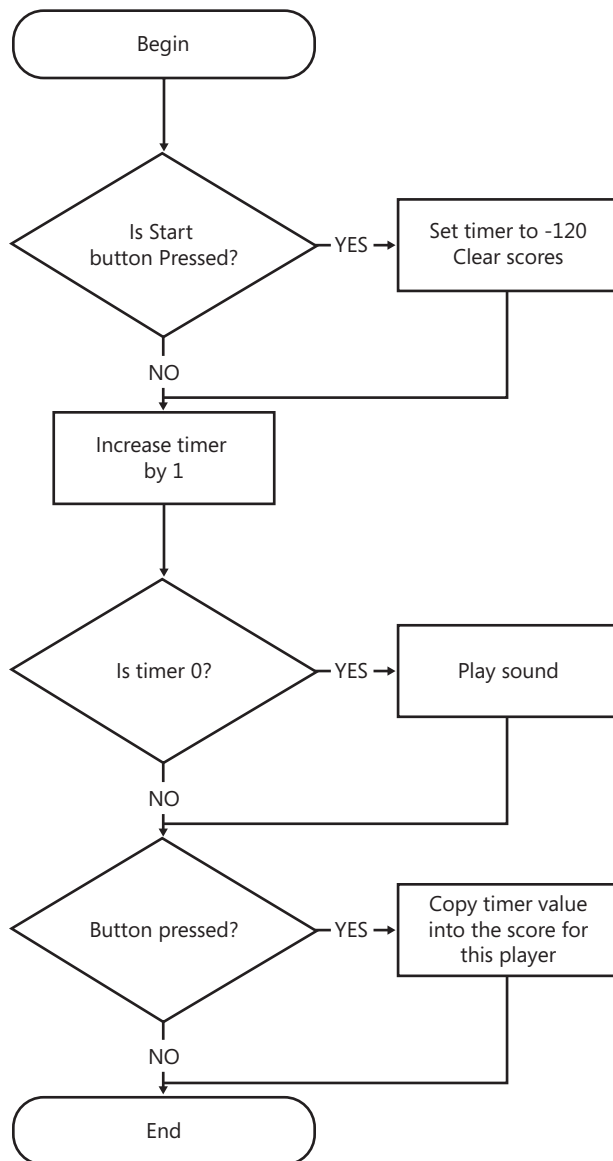 Begin
Is Start
button Pressed?
YES
Set timer to -120
Clear scores
NO
Increase timer
by 1
Is timer 0?
YES
Play sound
NO
Button pressed?
YES
Copy timer value
into the score for
this player
NO
End